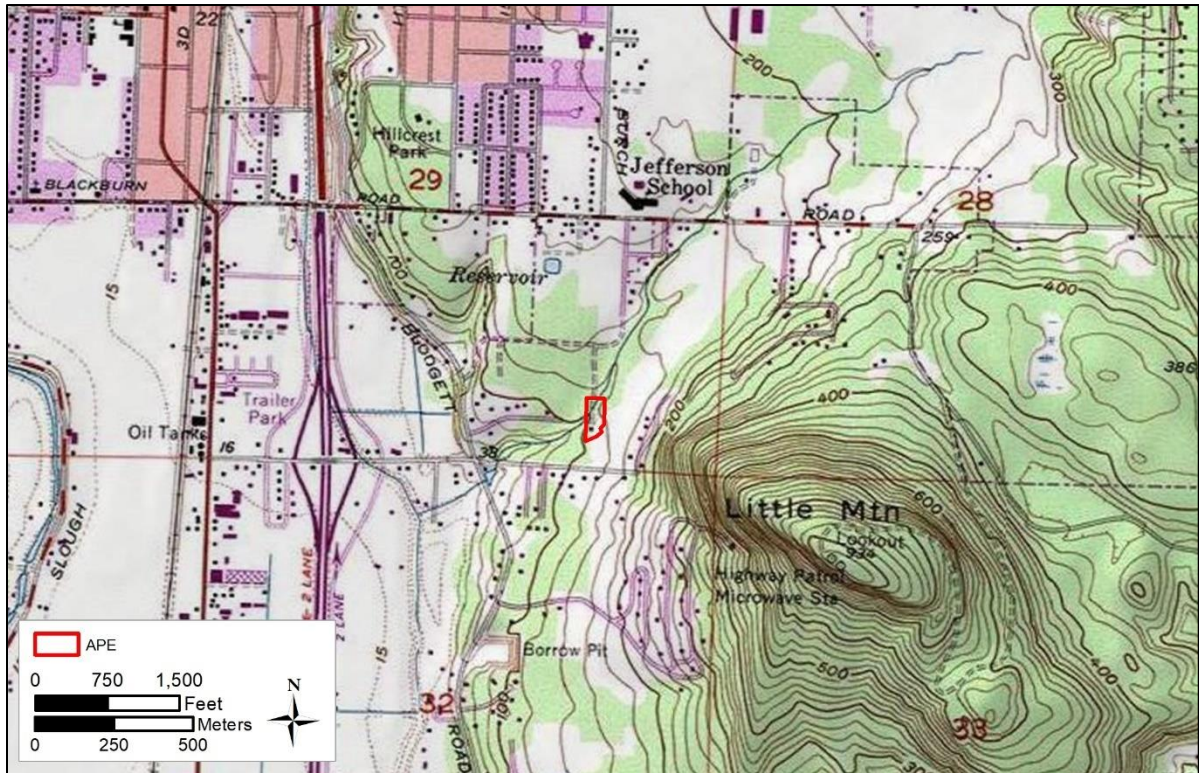 22
3D
200
300
Hillcrest
Park
BURCH
Jefferson
School
29
28
BLACKBURN
ROAD
ROAD
259
15
100
Reservoir
400
BLODGETT
386
Trailer
Park
200
400
Oil Tanks
16
38
600
Little Mtn
Lookout
934
SLOUGH
Highway Patrol
Microwave Sta
2 LANE
2 LANE
15
Borrow Pit
500
400
32
100
33
ROAD
300
APE
0 750 1,500
Feet
Meters
0 250 500
N